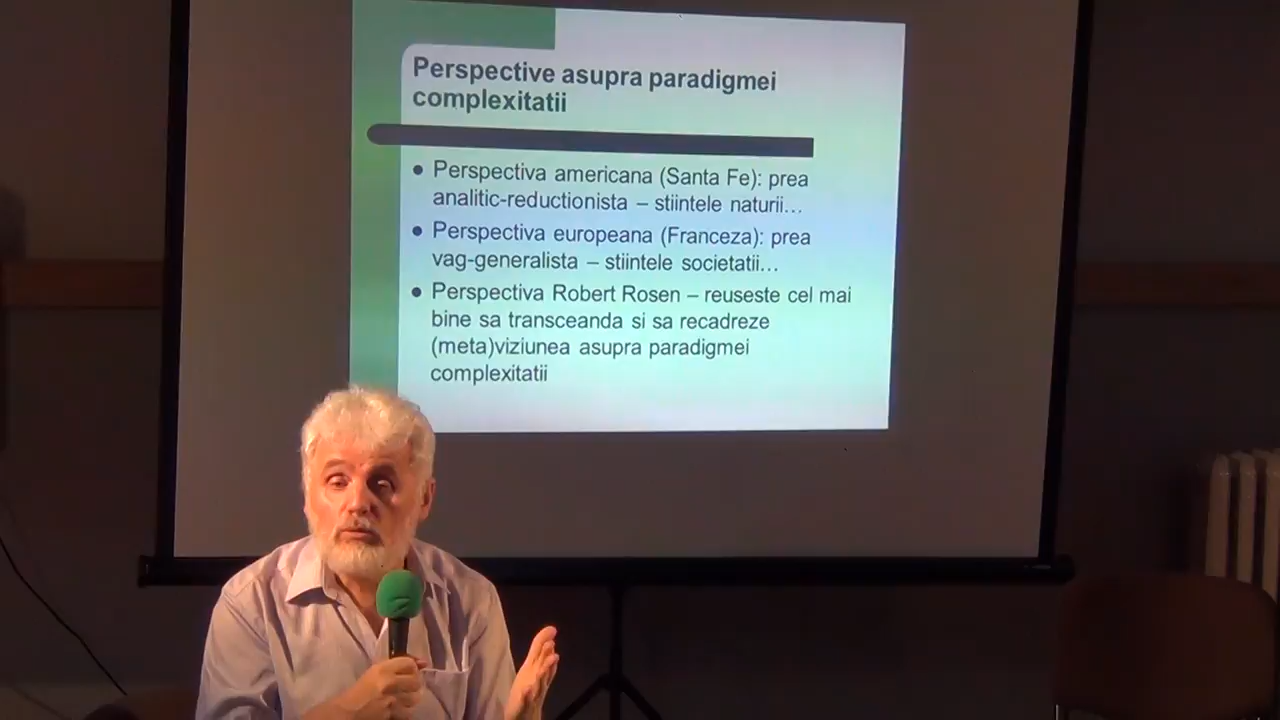 Perspective asupra paradigmei
complexitatii
• Perspectiva americana (Santa Fe): prea
analitic-reductionista – stiintele naturii…
• Perspectiva europeana (Franceza): prea
vag-generalista – stiintele societatii…
• Perspectiva Robert Rosen – reuseste cel mai
bine sa transceanda si sa recadreze
(meta)viziunea asupra paradigmei
complexitatii